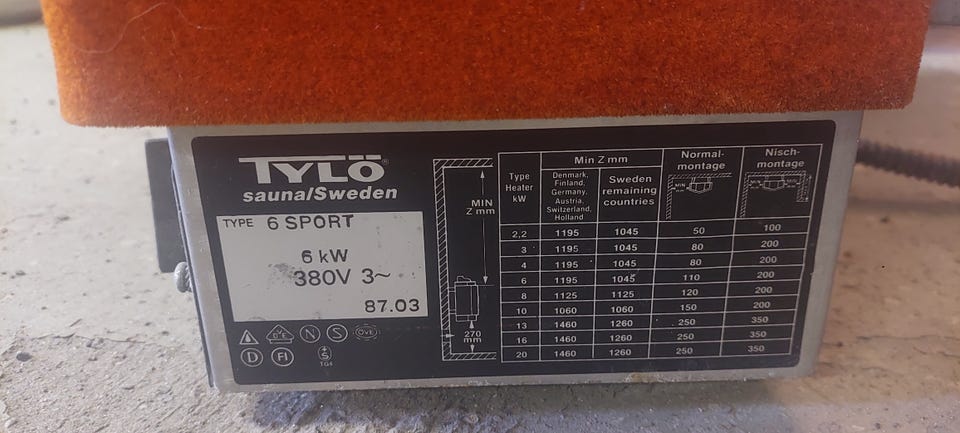 TYLÖ®
sauna/Sweden
TYPE 6 SPORT
6 kW
380V 3~
87.03
N S ÖVE
D FI
MIN
Z mm
270
mm
Type Heater kW | Min Z mm | Normal-montage | Nisch-montage
Denmark, Finland, Germany, Austria, Switzerland, Holland | Sweden remaining countries | MIN | MIN
2,2 1195 1045 50 100
3 1195 1045 80 200
4 1195 1045 80 200
6 1195 1045 110 200
8 1125 1125 120 200
10 1060 1060 150 200
13 1460 1260 250 350
16 1460 1260 250 350
20 1460 1260 250 350